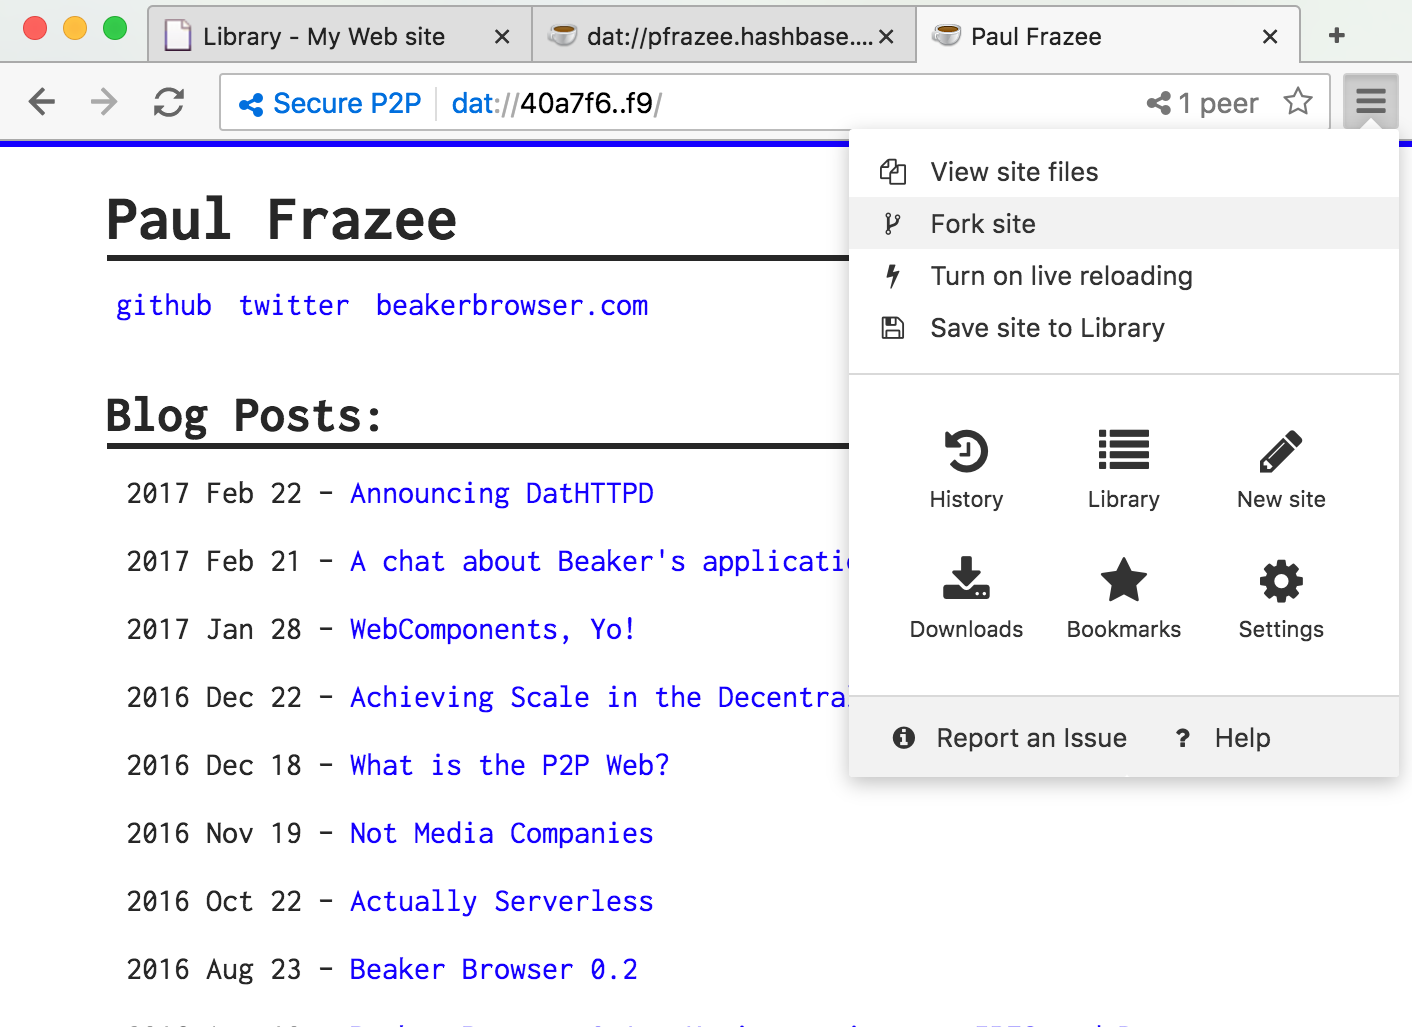 Library - My Web site
dat://pfrazee.hashbase....
Paul Frazee
Secure P2P
dat://40a7f6..f9/
1 peer
View site files
Fork site
Turn on live reloading
Save site to Library
History
Library
New site
Downloads
Bookmarks
Settings
Report an Issue
? Help
Paul Frazee
github twitter beakerbrowser.com
Blog Posts:
2017 Feb 22 - Announcing DatHTTPD
2017 Feb 21 - A chat about Beaker's applicatic
2017 Jan 28 - WebComponents, Yo!
2016 Dec 22 - Achieving Scale in the Decentra
2016 Dec 18 - What is the P2P Web?
2016 Nov 19 - Not Media Companies
2016 Oct 22 - Actually Serverless
2016 Aug 23 - Beaker Browser 0.2